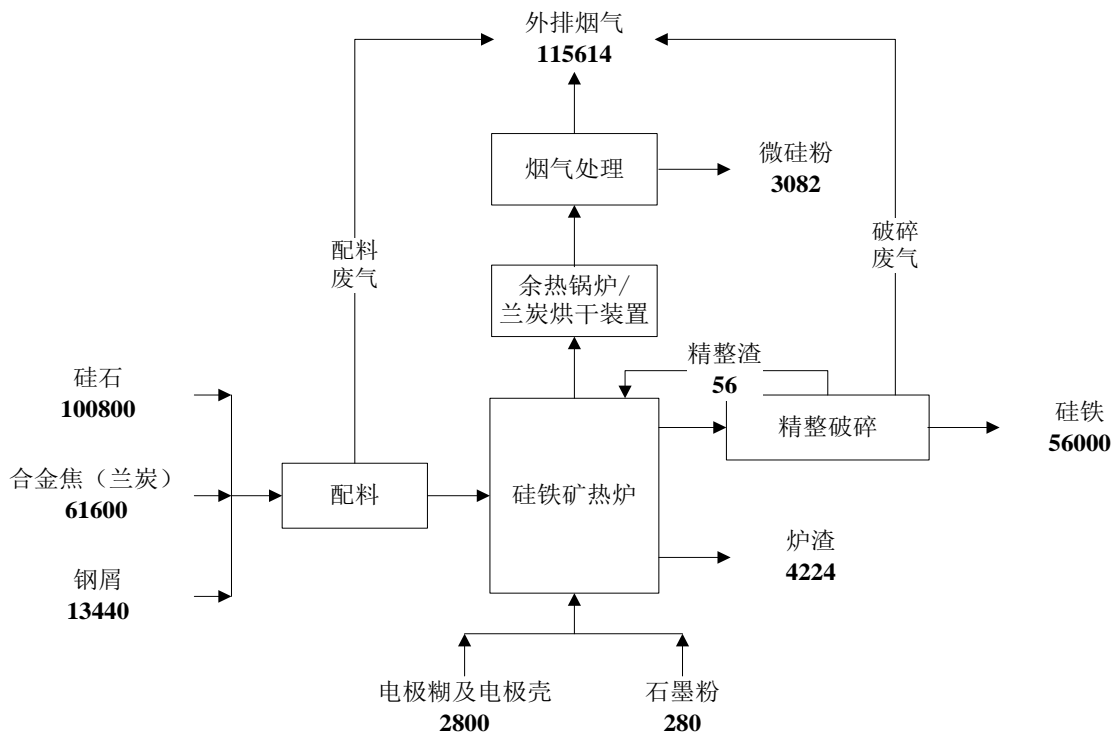 外排烟气
115614
烟气处理
微硅粉
3082
配料
废气
破碎
废气
余热锅炉/
兰炭烘干装置
精整渣
56
硅石
100800
精整破碎
硅铁
56000
合金焦（兰炭）
61600
配料
硅铁矿热炉
炉渣
4224
钢屑
13440
电极糊及电极壳
2800
石墨粉
280